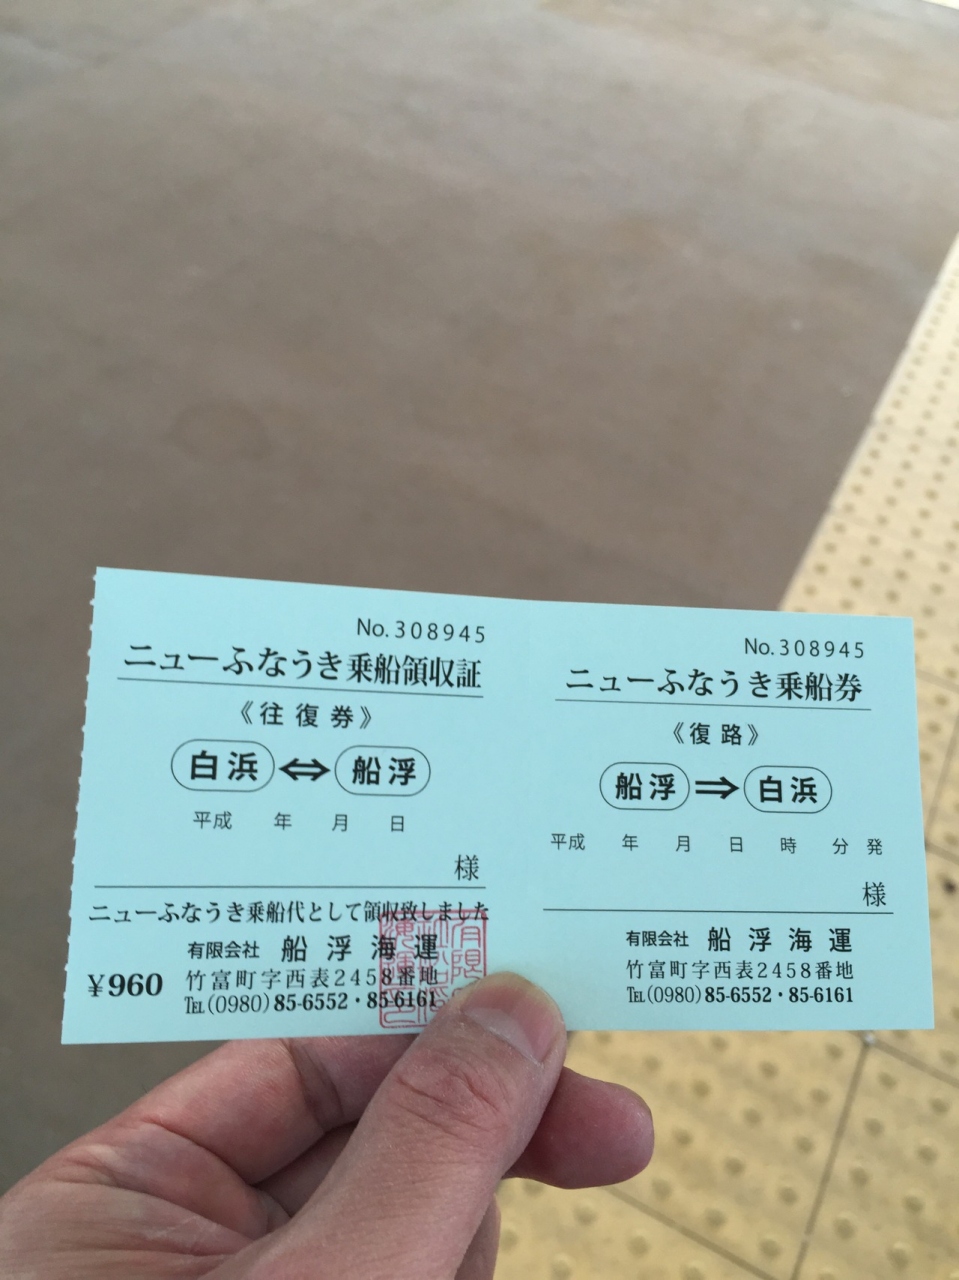 No.308945
ニューふなうき乗船領収証
《往復券》
白浜⇔船浮
平成 年 月 日
様
ニューふなうき乗船代として領収致しました
有限会社 船浮海運
¥960 竹富町字西表2458番地
℡(0980)85-6552・85-6161
No.308945
ニューふなうき乗船券
《復路》
船浮⇒白浜
平成 年 月 日 時 分 発
様
有限会社 船浮海運
竹富町字西表2458番地
℡(0980)85-6552・85-6161